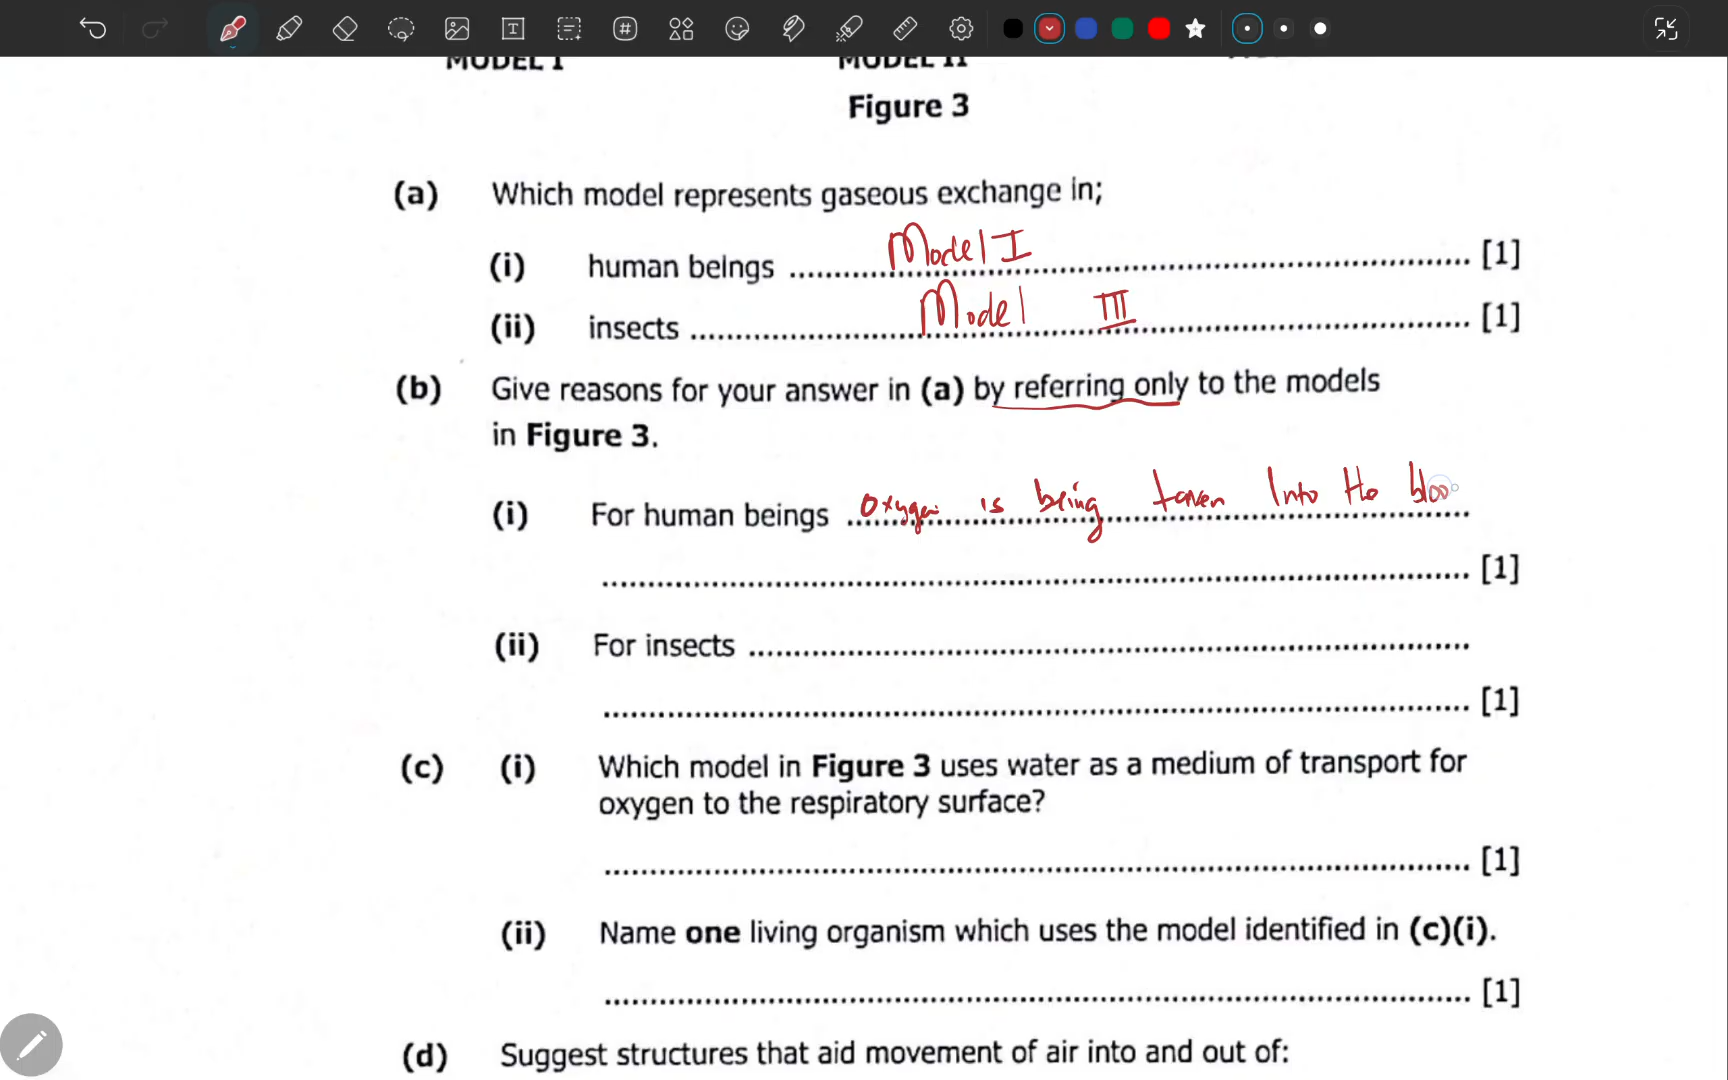 MODEL I MODEL II
Figure 3
(a) Which model represents gaseous exchange in;
(i) human beings Model I [1]
(ii) insects Model III [1]
(b) Give reasons for your answer in (a) by referring only to the models
in Figure 3.
(i) For human beings oxygen is being taken Into the bloo
[1]
(ii) For insects
[1]
(c) (i) Which model in Figure 3 uses water as a medium of transport for
oxygen to the respiratory surface?
[1]
(ii) Name one living organism which uses the model identified in (c)(i).
[1]
(d) Suggest structures that aid movement of air into and out of: